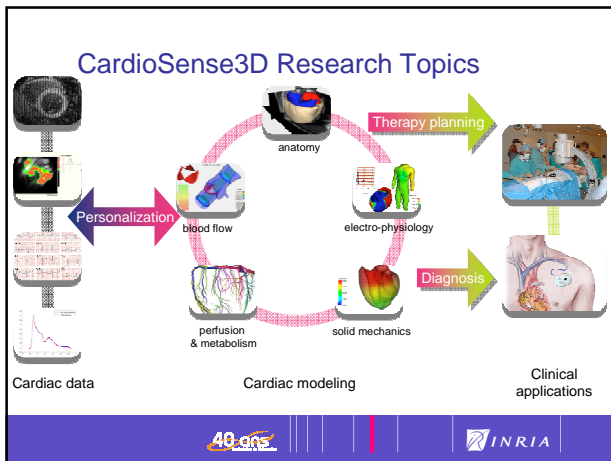 CardioSense3D Research Topics
anatomy
Therapy planning
Personalization
blood flow
electro-physiology
Diagnosis
perfusion
& metabolism
solid mechanics
Cardiac data
Cardiac modeling
Clinical
applications
40 ans
INRIA